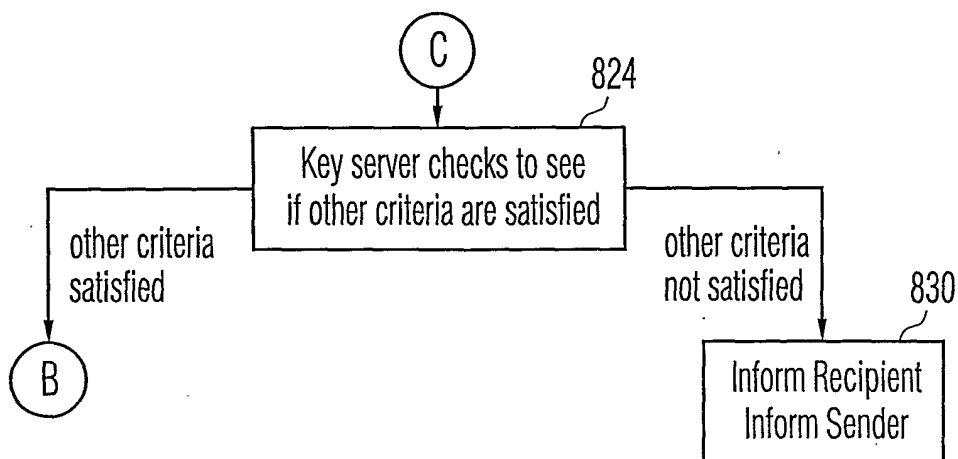 C
824
Key server checks to see
if other criteria are satisfied
other criteria
satisfied
other criteria
not satisfied
830
B
Inform Recipient
Inform Sender